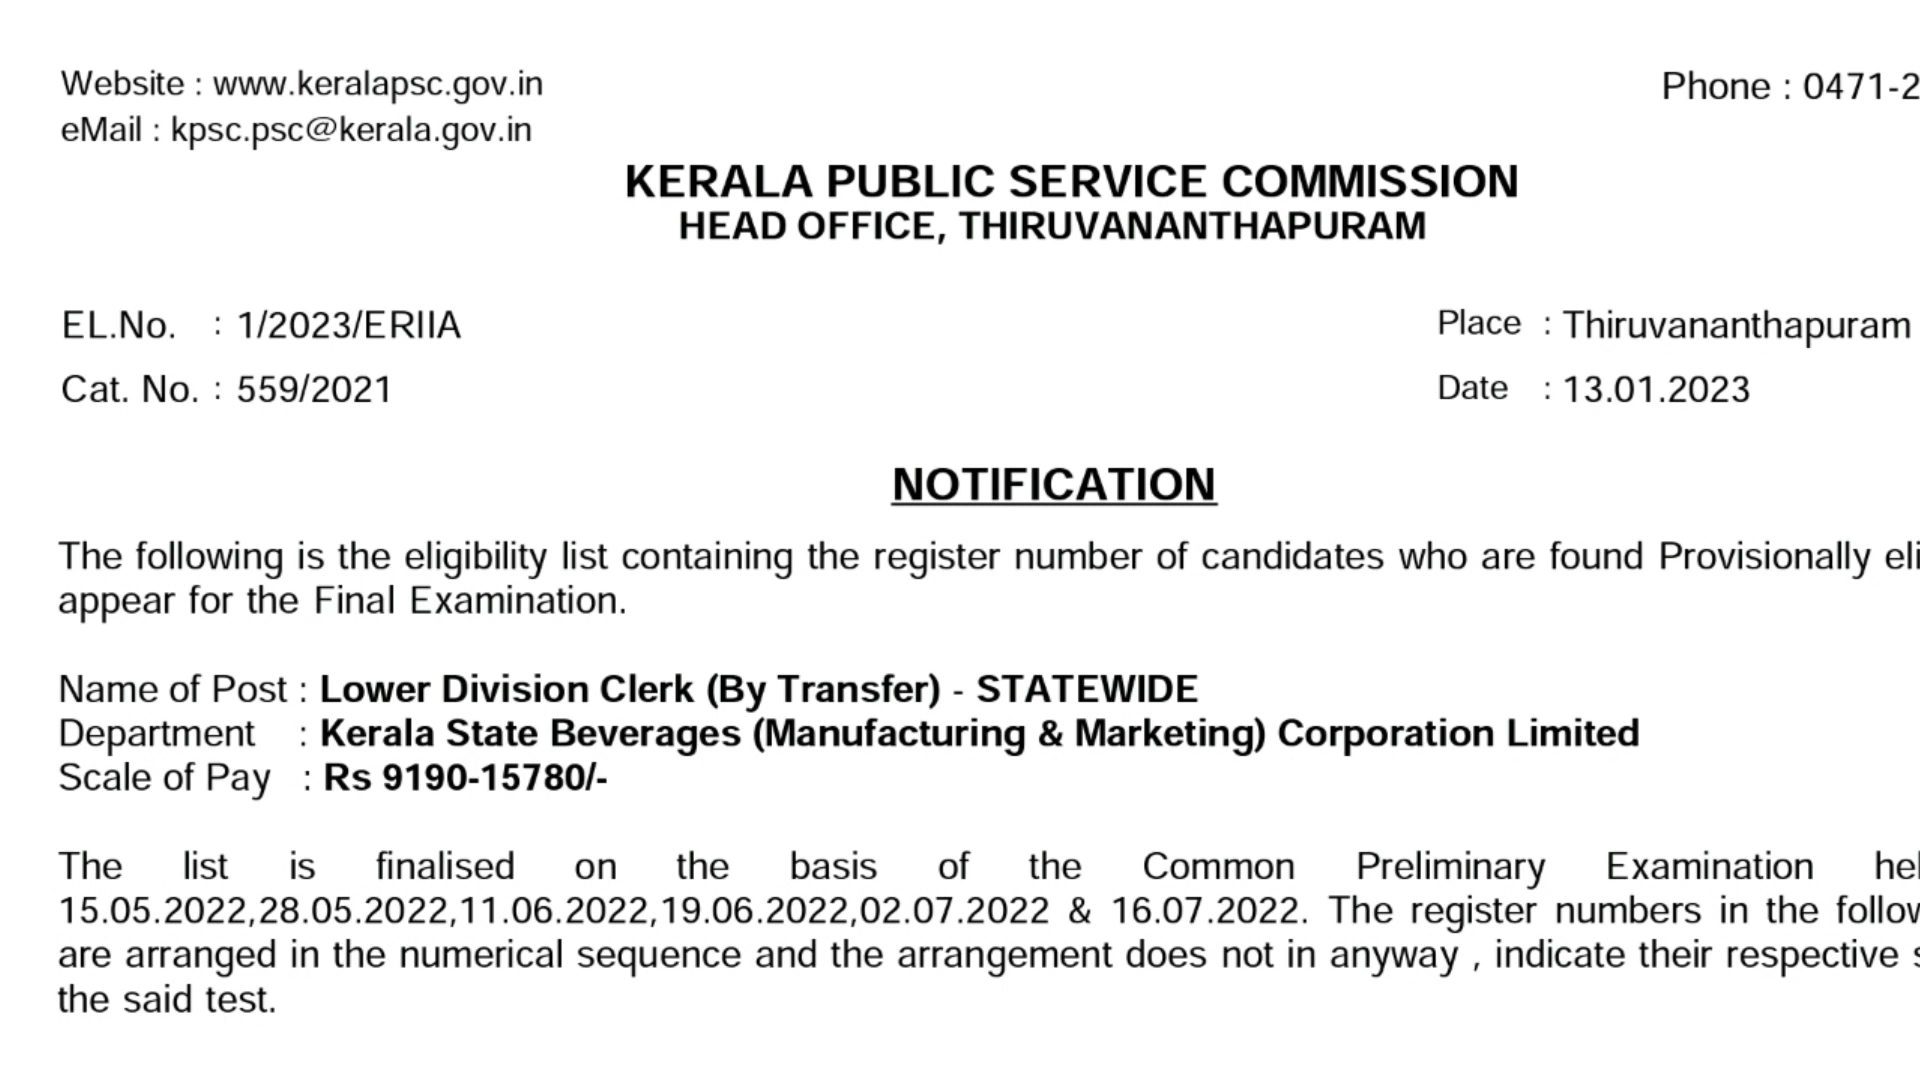 Website : www.keralapsc.gov.in
Phone : 0471-2
eMail : kpsc.psc@kerala.gov.in
KERALA PUBLIC SERVICE COMMISSION
HEAD OFFICE, THIRUVANANTHAPURAM
EL.No. : 1/2023/ERIIA
Place : Thiruvananthapuram
Cat. No. : 559/2021
Date : 13.01.2023
NOTIFICATION
The following is the eligibility list containing the register number of candidates who are found Provisionally eli
appear for the Final Examination.
Name of Post : Lower Division Clerk (By Transfer) - STATEWIDE
Department : Kerala State Beverages (Manufacturing & Marketing) Corporation Limited
Scale of Pay : Rs 9190-15780/-
The list is finalised on the basis of the Common Preliminary Examination hel
15.05.2022,28.05.2022,11.06.2022,19.06.2022,02.07.2022 & 16.07.2022. The register numbers in the follow
are arranged in the numerical sequence and the arrangement does not in anyway , indicate their respective s
the said test.